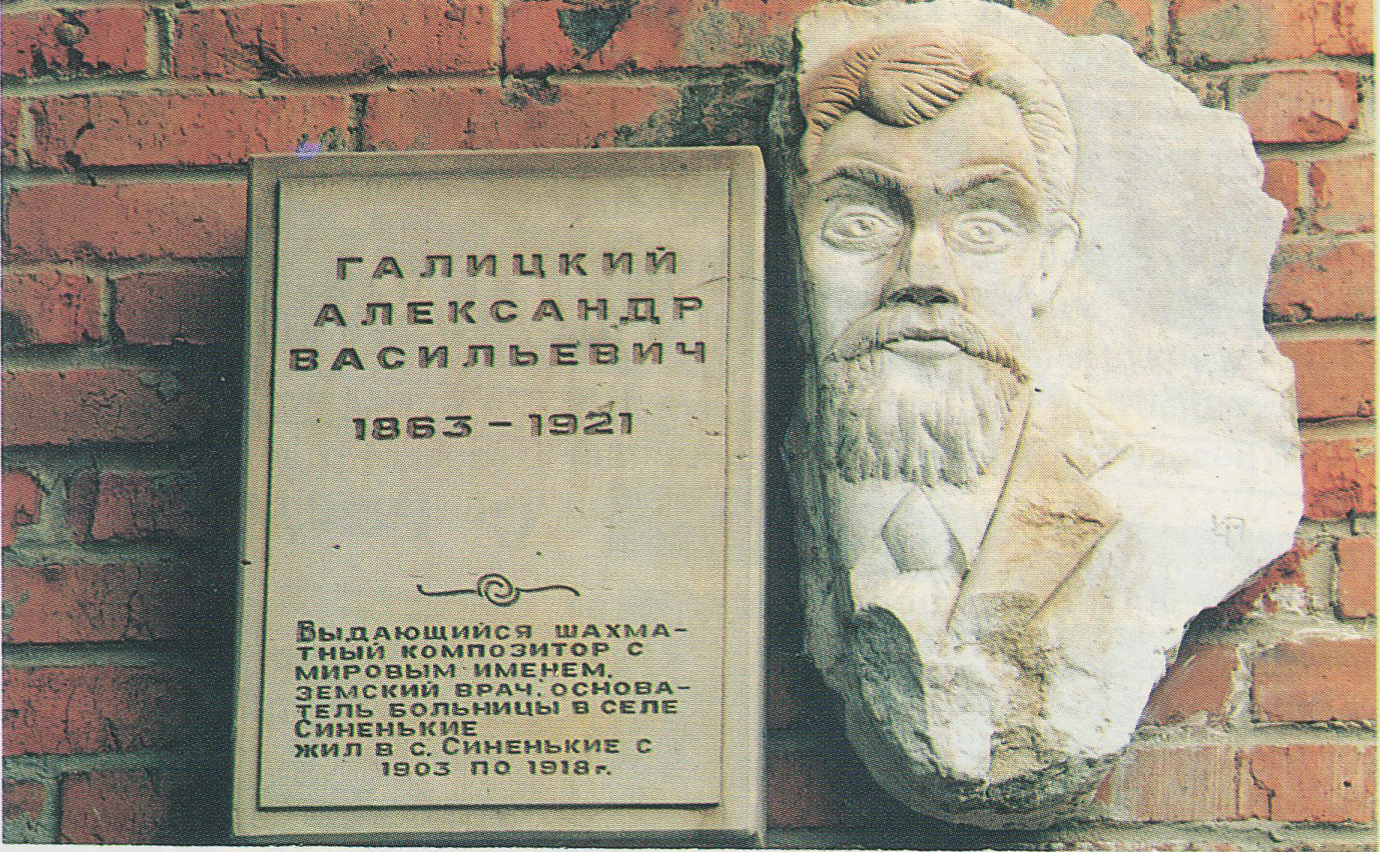 ГАЛИЦКИЙ
АЛЕКСАНДР
ВАСИЛЬЕВИЧ
1863 – 1921
ВЫДАЮЩИЙСЯ ШАХМА–
ТНЫЙ КОМПОЗИТОР С
МИРОВЫМ ИМЕНЕМ,
ЗЕМСКИЙ ВРАЧ, ОСНОВА–
ТЕЛЬ БОЛЬНИЦЫ В СЕЛЕ
СИНЕНЬКИЕ
ЖИЛ В С. СИНЕНЬКИЕ С
1903 ПО 1918 г.